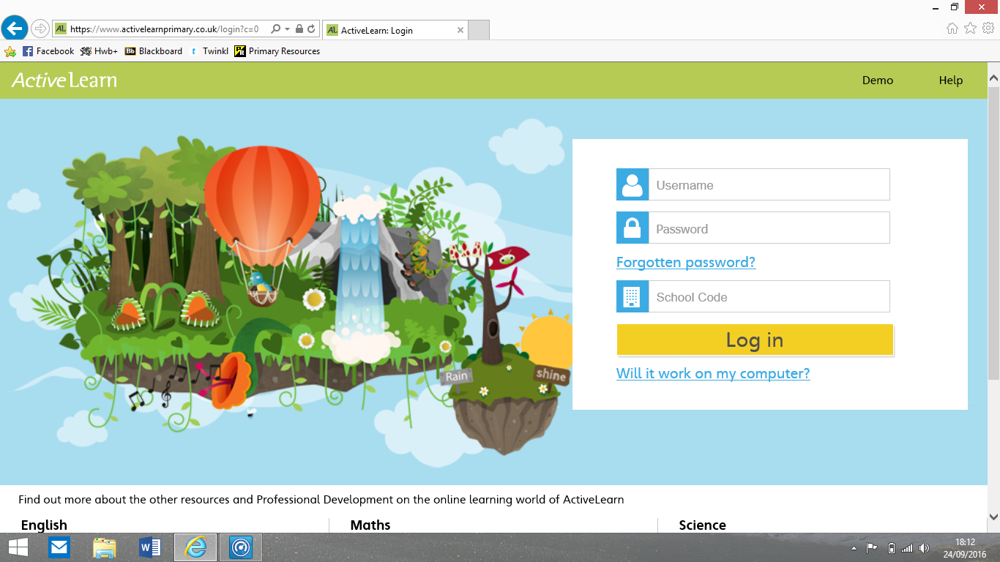 https://www.activelearnprimary.co.uk/login?c=0
AL ActiveLearn: Login
Facebook Hwb+ Bb Blackboard t Twinkl PR Primary Resources
ActiveLearn Demo Help
Username
Password
Forgotten password?
School Code
Log in
Will it work on my computer?
Rain shine
Find out more about the other resources and Professional Development on the online learning world of ActiveLearn
English Maths Science
18:12
24/09/2016